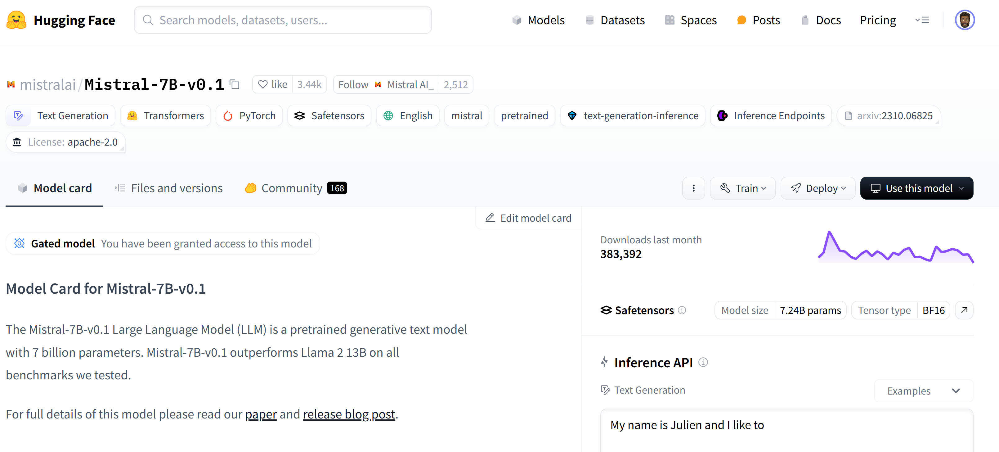 Hugging Face
Search models, datasets, users...
Models
Datasets
Spaces
Posts
Docs
Pricing
mistralai/Mistral-7B-v0.1
like 3.44k
Follow Mistral AI_ 2,512
Text Generation
Transformers
PyTorch
Safetensors
English
mistral
pretrained
text-generation-inference
Inference Endpoints
arxiv:2310.06825
License: apache-2.0
Model card
Files and versions
Community 168
Train
Deploy
Use this model
Edit model card
Gated model You have been granted access to this model
Model Card for Mistral-7B-v0.1
The Mistral-7B-v0.1 Large Language Model (LLM) is a pretrained generative text model
with 7 billion parameters. Mistral-7B-v0.1 outperforms Llama 2 13B on all
benchmarks we tested.
For full details of this model please read our paper and release blog post.
Downloads last month
383,392
Safetensors
Model size 7.24B params
Tensor type BF16
Inference API
Text Generation
Examples
My name is Julien and I like to